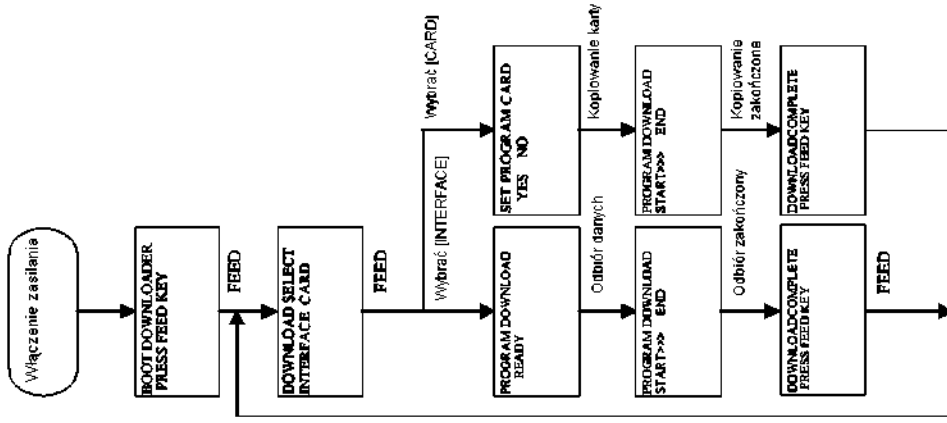 Włączenie zasilania
BOOT DOWNLOADER
PRESS FEED KEY
FEED
DOWNLOAD SELECT
INTERFACE CARD
FEED
Wybrać [INTERFACE]
Wybrać [CARD]
PROGRAM DOWNLOAD
READY
Odbiór danych
PROGRAM DOWNLOAD
START>>> END
Odbiór zakończony
DOWNLOADCOMPLETE
PRESS FEED KEY
FEED
SET PROGRAM CARD
YES NO
Kopiowanie karty
PROGRAM DOWNLOAD
START>>> END
Kopiowanie
zakończone
DOWNLOADCOMPLETE
PRESS FEED KEY